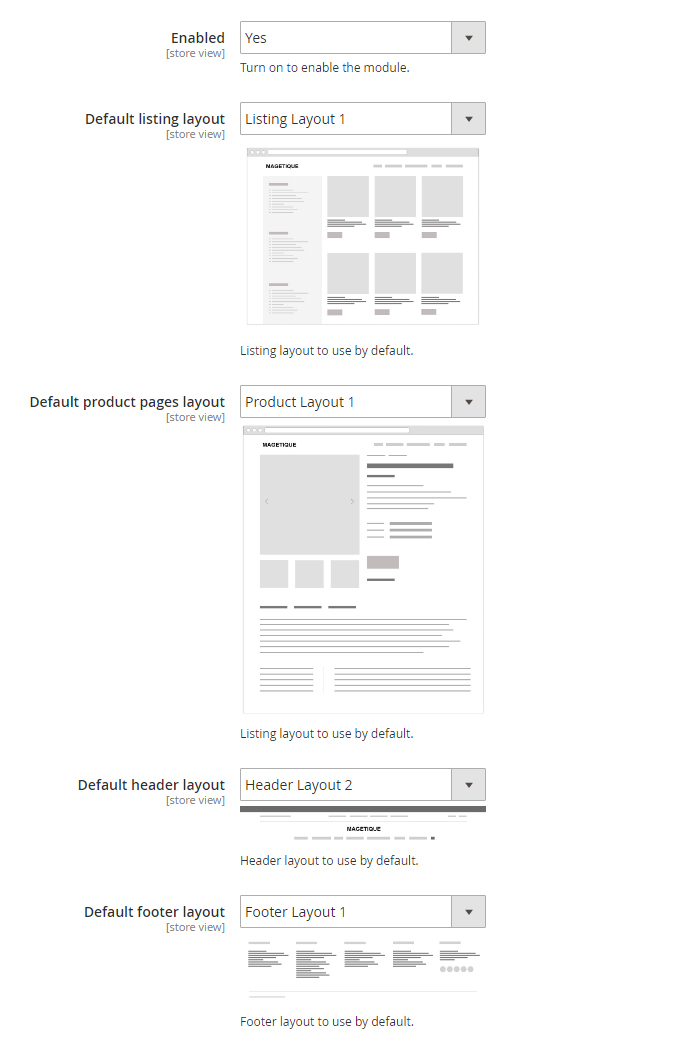 Enabled
[store view]
Yes
Turn on to enable the module.
Default listing layout
[store view]
Listing Layout 1
MAGETIQUE
Listing layout to use by default.
Default product pages layout
[store view]
Product Layout 1
MAGETIQUE
Listing layout to use by default.
Default header layout
[store view]
Header Layout 2
MAGETIQUE
Header layout to use by default.
Default footer layout
[store view]
Footer Layout 1
Footer layout to use by default.